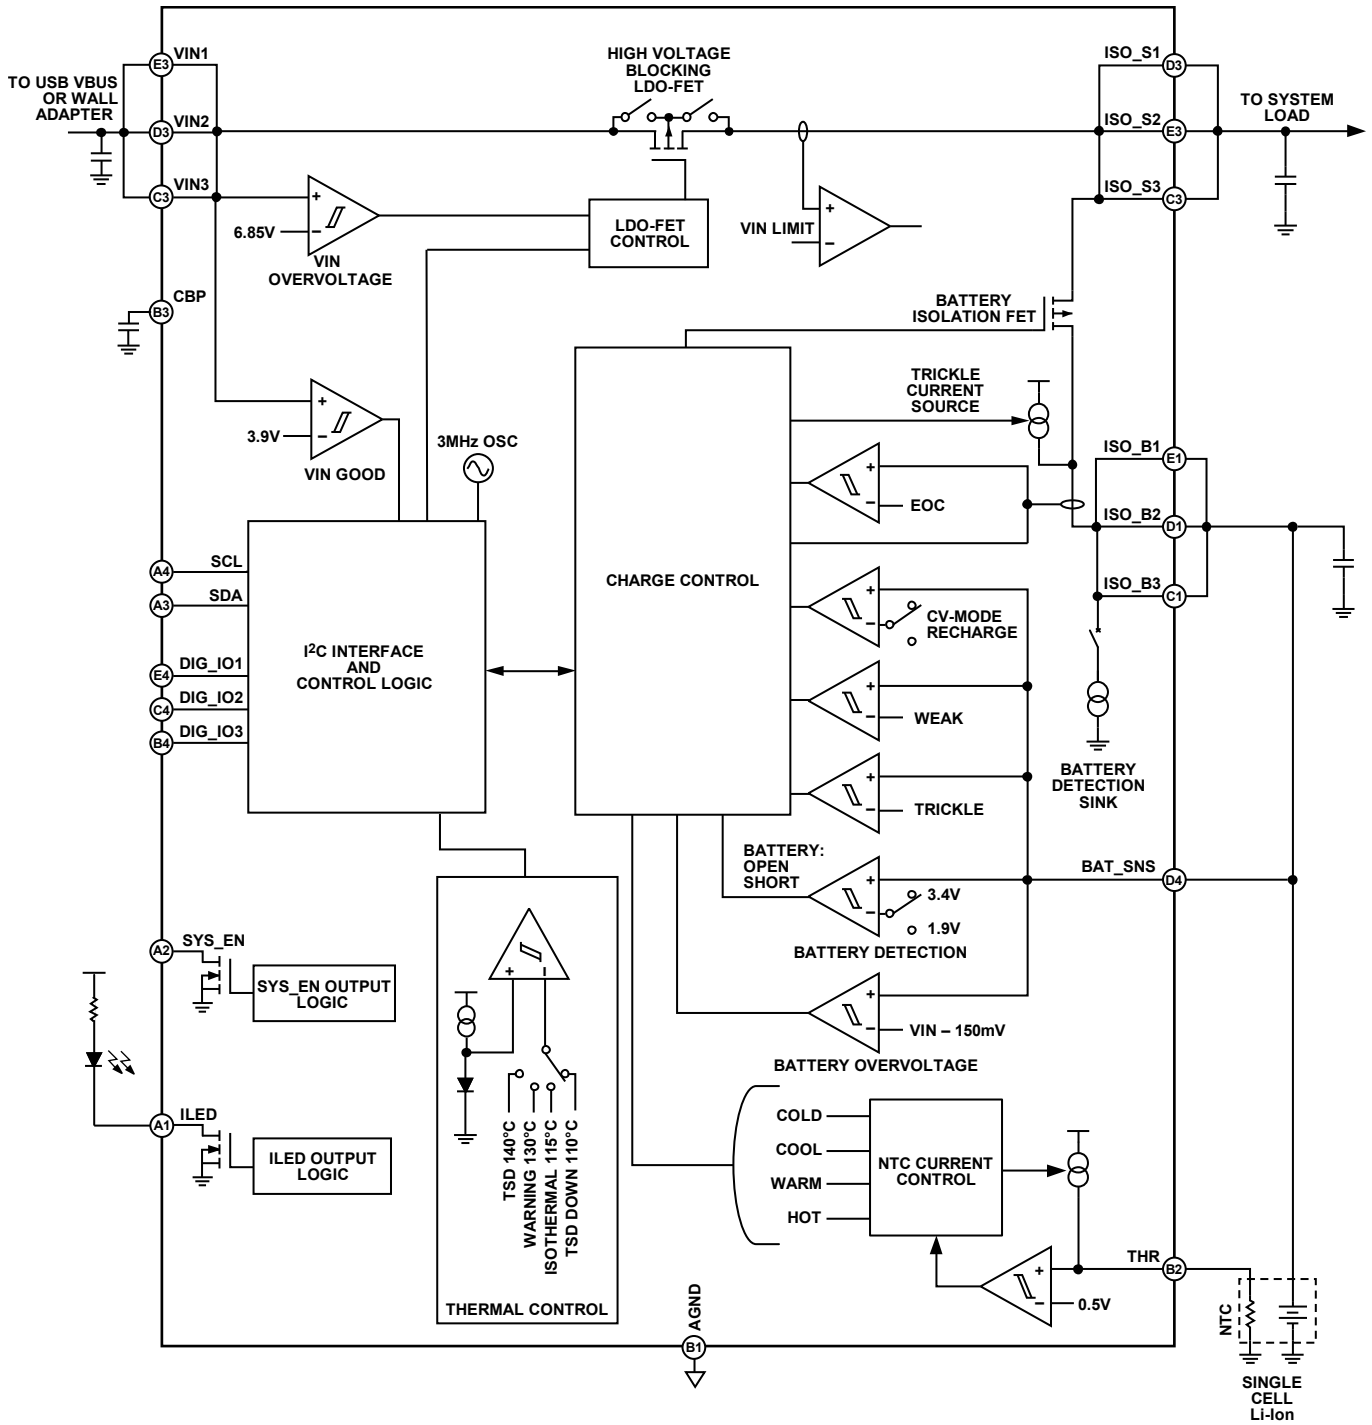 E3
VIN1
TO USB VBUS
OR WALL
ADAPTER
D3
VIN2
C3
VIN3
HIGH VOLTAGE
BLOCKING
LDO-FET
ISO_S1
D3
ISO_S2
E3
ISO_S3
C3
TO SYSTEM
LOAD
+
6.85V
–
VIN
OVERVOLTAGE
LDO-FET
CONTROL
+
VIN LIMIT
–
CBP
B3
BATTERY
ISOLATION FET
+
3.9V
–
VIN GOOD
3MHz OSC
TRICKLE
CURRENT
SOURCE
+
–
EOC
ISO_B1
E1
ISO_B2
D1
ISO_B3
C1
SCL
A4
SDA
A3
DIG_IO1
E4
DIG_IO2
C4
DIG_IO3
B4
I2C INTERFACE
AND
CONTROL LOGIC
CHARGE CONTROL
+
–
CV-MODE
RECHARGE
+
–
WEAK
+
–
TRICKLE
BATTERY
DETECTION
SINK
BATTERY:
OPEN
SHORT
+
–
3.4V
1.9V
BATTERY DETECTION
BAT_SNS
D4
+
–
VIN – 150mV
BATTERY OVERVOLTAGE
SYS_EN
A2
SYS_EN OUTPUT
LOGIC
ILED
A1
ILED OUTPUT
LOGIC
+
–
TSD 140°C
WARNING 130°C
ISOTHERMAL 115°C
TSD DOWN 110°C
THERMAL CONTROL
COLD
COOL
WARM
HOT
NTC CURRENT
CONTROL
+
–
0.5V
THR
B2
AGND
B1
NTC
SINGLE
CELL
Li-Ion